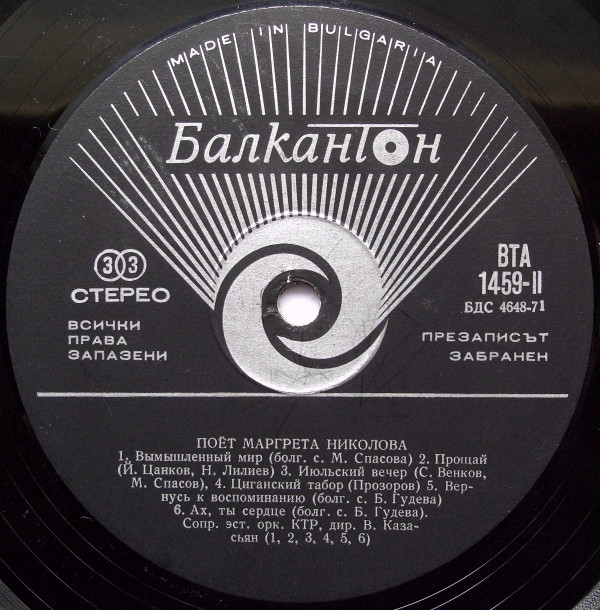 MADE IN BULGARIA
БалканТон
33
СТЕРЕО
ВСИЧКИ
ПРАВА
ЗАПАЗЕНИ
ВТА
1459-II
БДС 4648-71
ПРЕЗАПИСЪТ
ЗАБРАНЕН
ПОЁТ МАРГРЕТА НИКОЛОВА
1. Вымышленный мир (болг. с. М. Спасова) 2. Прощай
(Й. Цанков, Н. Лилиев) 3. Июльский вечер (С. Венков,
М. Спасов), 4. Циганский табор (Прозоров) 5. Вер-
нусь к воспоминанию (болг. с. Б. Гудева)
6. Ах, ты сердце (болг. с. Б. Гудева).
Сопр. эст. орк. КТР, дир. В. Каза-
сьян (1, 2, 3, 4, 5, 6)